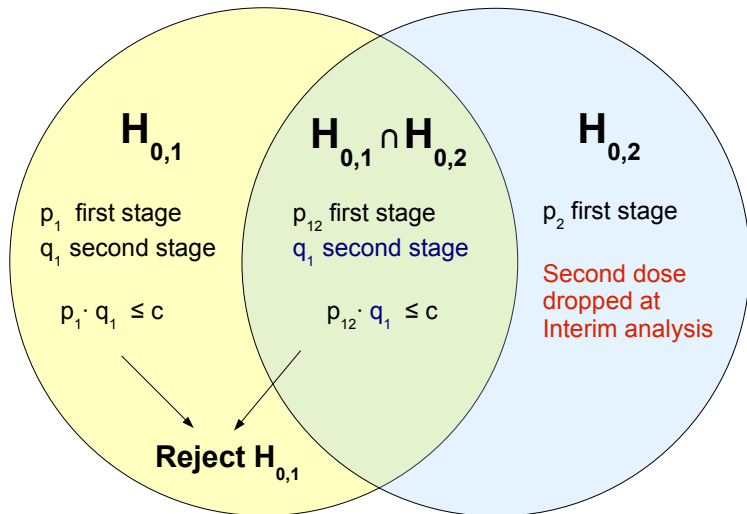 H0,1
p1 first stage
q1 second stage
p1· q1 ≤ c
H0,1 ∩ H0,2
p12 first stage
q1 second stage
p12· q1 ≤ c
H0,2
p2 first stage
Second dose
dropped at
Interim analysis
Reject H0,1